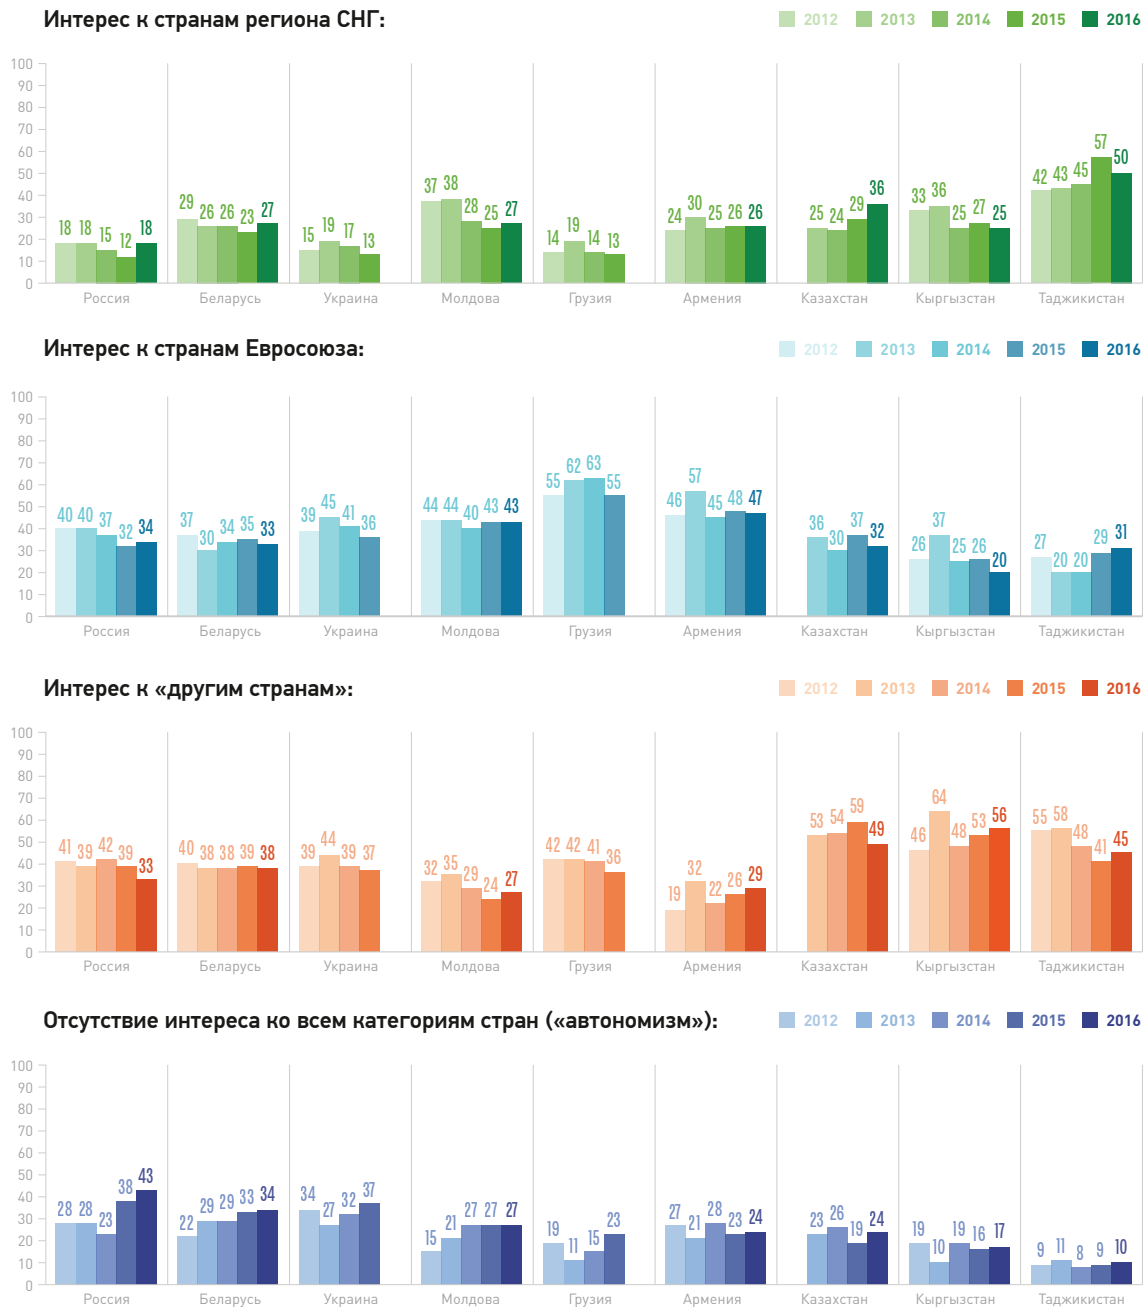 Интерес к странам региона СНГ:
2012 2013 2014 2015 2016
100
90
80
70
60
50
40
30
20
10
0
18 18 15 12 18
29 26 26 23 27
15 19 17 13
37 38 28 25 27
14 19 14 13
24 30 25 26 26
25 24 29 36
33 36 25 27 25
42 43 45 57 50
Россия Беларусь Украина Молдова Грузия Армения Казахстан Кыргызстан Таджикистан
Интерес к странам Евросоюза:
2012 2013 2014 2015 2016
100
90
80
70
60
50
40
30
20
10
0
40 40 37 32 34
37 30 34 35 33
39 45 41 36
44 44 40 43 43
55 62 63 55
46 57 45 48 47
36 30 37 32
26 37 25 26 20
27 20 20 29 31
Россия Беларусь Украина Молдова Грузия Армения Казахстан Кыргызстан Таджикистан
Интерес к «другим странам»:
2012 2013 2014 2015 2016
100
90
80
70
60
50
40
30
20
10
0
41 39 42 39 33
40 38 38 39 38
39 44 39 37
32 35 29 24 27
42 42 41 36
19 32 22 26 29
53 54 59 49
46 64 48 53 56
55 58 48 41 45
Россия Беларусь Украина Молдова Грузия Армения Казахстан Кыргызстан Таджикистан
Отсутствие интереса ко всем категориям стран («автономизм»):
2012 2013 2014 2015 2016
100
90
80
70
60
50
40
30
20
10
0
28 28 23 38 43
22 29 29 33 34
34 27 32 37
15 21 27 27 27
19 11 15 23
27 21 28 23 24
23 26 19 24
19 10 19 16 17
9 11 8 9 10
Россия Беларусь Украина Молдова Грузия Армения Казахстан Кыргызстан Таджикистан